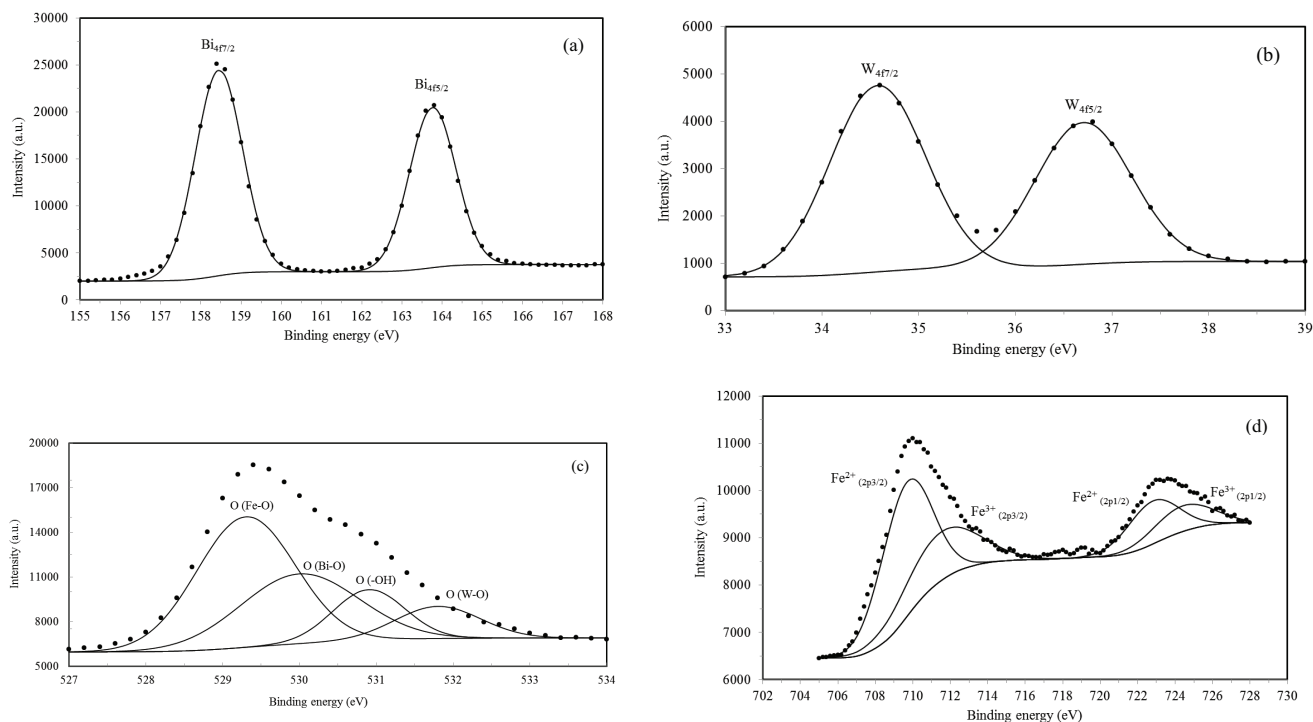 (a)
Bi4f7/2
Bi4f5/2
Intensity (a.u.)
30000
25000
20000
15000
10000
5000
0
155 156 157 158 159 160 161 162 163 164 165 166 167 168
Binding energy (eV)
(b)
W4f7/2
W4f5/2
Intensity (a.u.)
6000
5000
4000
3000
2000
1000
0
33 34 35 36 37 38 39
Binding energy (eV)
(c)
O (Fe-O)
O (Bi-O)
O (-OH)
O (W-O)
Intensity (a.u.)
20000
17000
14000
11000
8000
5000
527 528 529 530 531 532 533 534
Binding energy (eV)
(d)
Fe2+ (2p3/2)
Fe3+ (2p3/2)
Fe2+ (2p1/2)
Fe3+ (2p1/2)
Intensity (a.u.)
12000
11000
10000
9000
8000
7000
6000
702 704 706 708 710 712 714 716 718 720 722 724 726 728 730
Binding energy (eV)